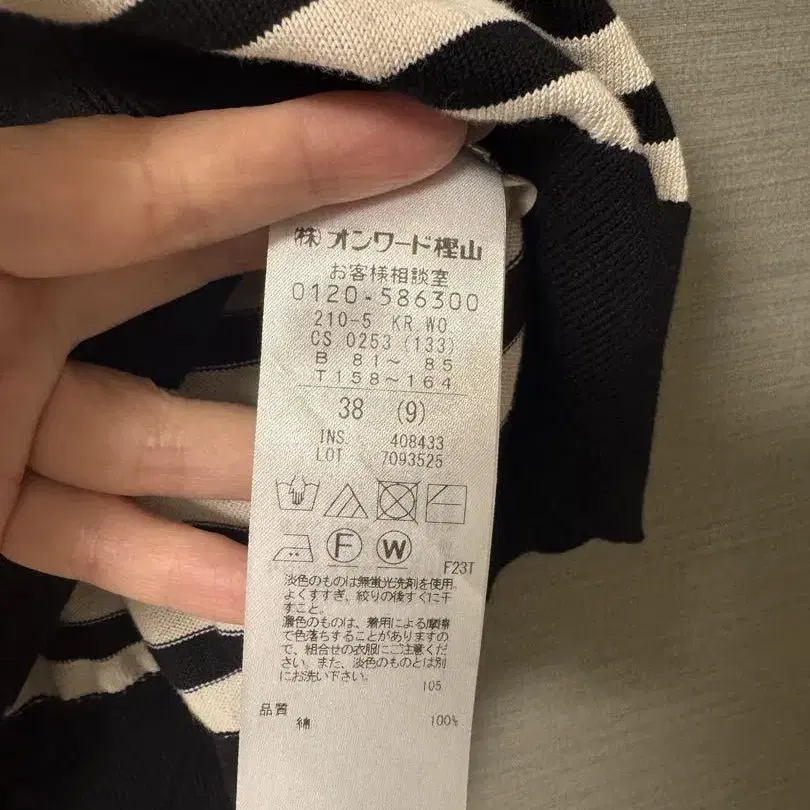 (株)オンワード樫山
お客様相談室
0120-586300
210-5 KR WO.
CS 0253 (133)
B 81〜 85
T158〜164
38 (9)
INS. 408433
LOT 7093525
F W
F23T
淡色のものは無蛍光洗剤を使用。
よくすすぎ、絞りの後すぐに干
すこと。
濃色のものは、着用による摩擦
で色落ちすることがありますの
で、組合せの衣服にご注意くだ
さい。また、淡色のものとは別
にお洗い下さい。
105
品質
綿 100%